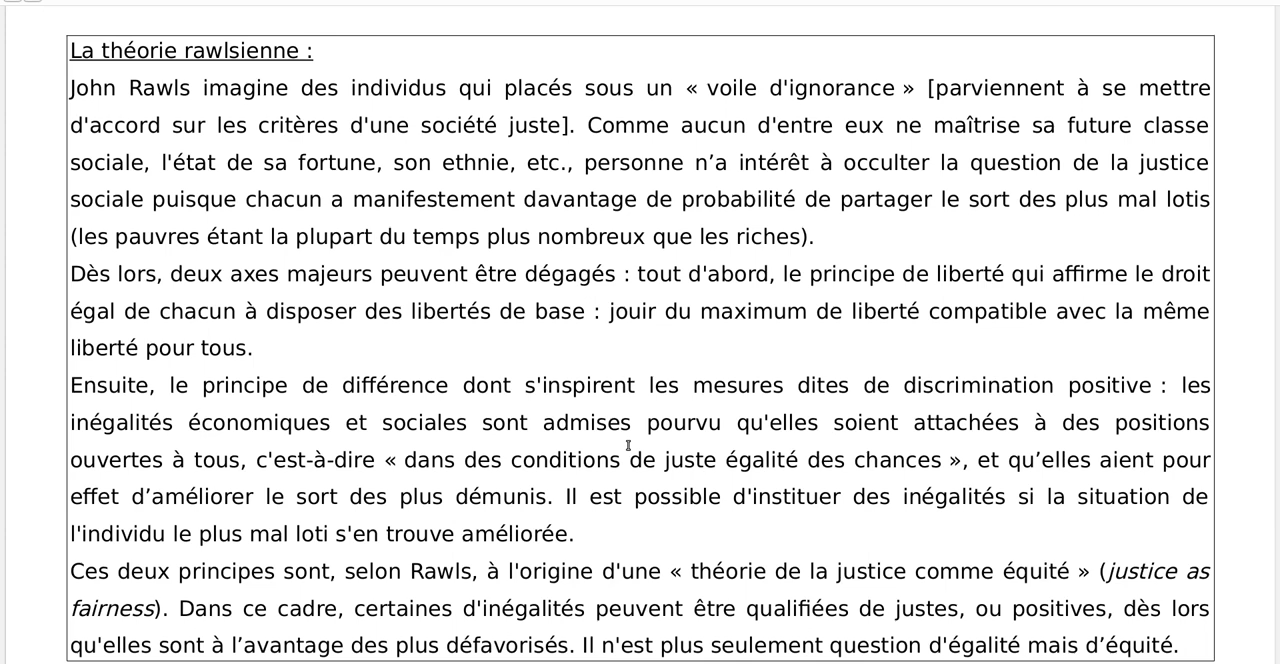 La théorie rawlsienne :
John Rawls imagine des individus qui placés sous un « voile d'ignorance » [parviennent à se mettre
d'accord sur les critères d'une société juste]. Comme aucun d'entre eux ne maîtrise sa future classe
sociale, l'état de sa fortune, son ethnie, etc., personne n’a intérêt à occulter la question de la justice
sociale puisque chacun a manifestement davantage de probabilité de partager le sort des plus mal lotis
(les pauvres étant la plupart du temps plus nombreux que les riches).
Dès lors, deux axes majeurs peuvent être dégagés : tout d'abord, le principe de liberté qui affirme le droit
égal de chacun à disposer des libertés de base : jouir du maximum de liberté compatible avec la même
liberté pour tous.
Ensuite, le principe de différence dont s'inspirent les mesures dites de discrimination positive : les
inégalités économiques et sociales sont admises pourvu qu'elles soient attachées à des positions
ouvertes à tous, c'est-à-dire « dans des conditions de juste égalité des chances », et qu’elles aient pour
effet d’améliorer le sort des plus démunis. Il est possible d'instituer des inégalités si la situation de
l'individu le plus mal loti s'en trouve améliorée.
Ces deux principes sont, selon Rawls, à l'origine d'une « théorie de la justice comme équité » (justice as
fairness). Dans ce cadre, certaines d'inégalités peuvent être qualifiées de justes, ou positives, dès lors
qu'elles sont à l’avantage des plus défavorisés. Il n'est plus seulement question d'égalité mais d’équité.